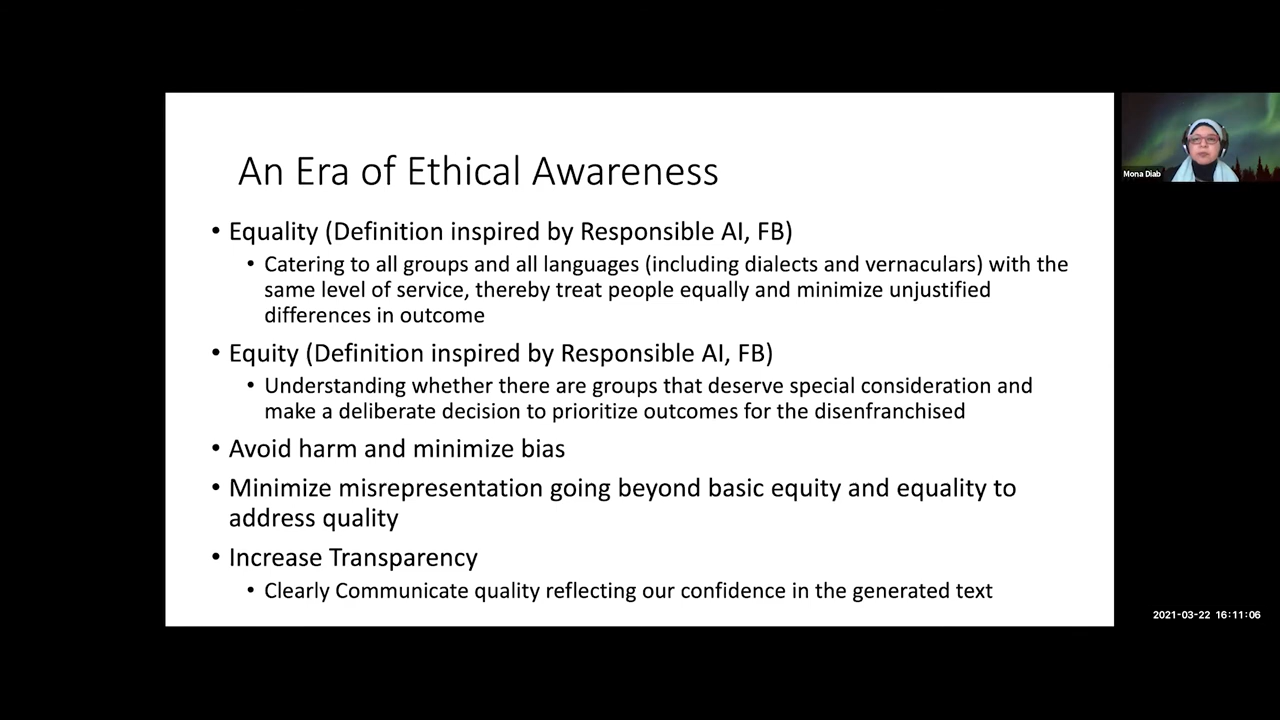 An Era of Ethical Awareness
• Equality (Definition inspired by Responsible AI, FB)
• Catering to all groups and all languages (including dialects and vernaculars) with the
same level of service, thereby treat people equally and minimize unjustified
differences in outcome
• Equity (Definition inspired by Responsible AI, FB)
• Understanding whether there are groups that deserve special consideration and
make a deliberate decision to prioritize outcomes for the disenfranchised
• Avoid harm and minimize bias
• Minimize misrepresentation going beyond basic equity and equality to
address quality
• Increase Transparency
• Clearly Communicate quality reflecting our confidence in the generated text
Mona Diab
2021-03-22 16:11:06